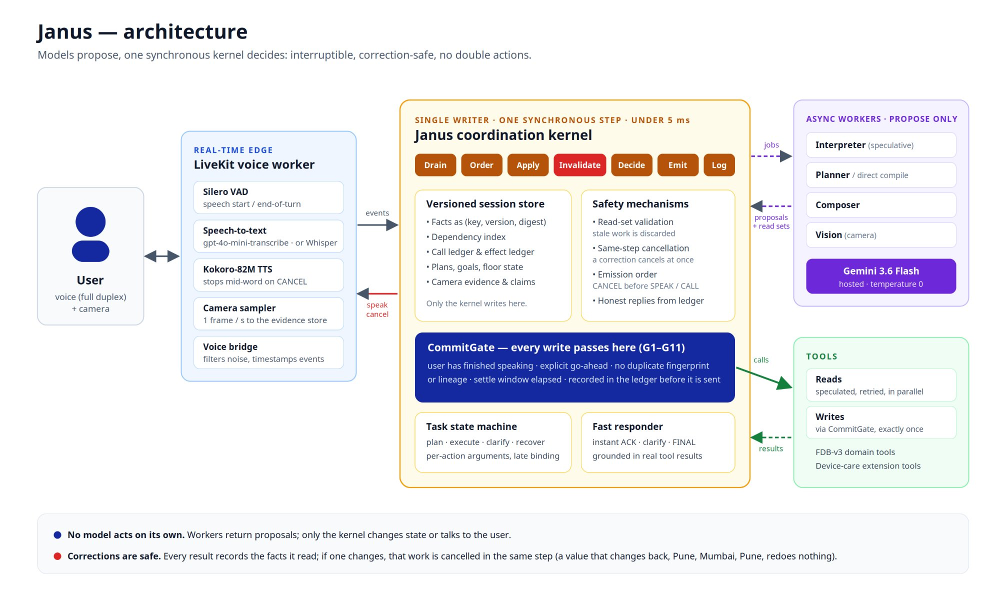 Janus — architecture
Models propose, one synchronous kernel decides: interruptible, correction-safe, no double actions.
User
voice (full duplex)
+ camera
REAL-TIME EDGE
LiveKit voice worker
Silero VAD
speech start / end-of-turn
Speech-to-text
gpt-4o-mini-transcribe · or Whisper
Kokoro-82M TTS
stops mid-word on CANCEL
Camera sampler
1 frame / s to the evidence store
Voice bridge
filters noise, timestamps events
events
speak
cancel
SINGLE WRITER · ONE SYNCHRONOUS STEP · UNDER 5 ms
Janus coordination kernel
Drain Order Apply Invalidate Decide Emit Log
Versioned session store
• Facts as (key, version, digest)
• Dependency index
• Call ledger & effect ledger
• Plans, goals, floor state
• Camera evidence & claims
Only the kernel writes here.
Safety mechanisms
• Read-set validation
stale work is discarded
• Same-step cancellation
a correction cancels at once
• Emission order
CANCEL before SPEAK / CALL
• Honest replies from ledger
CommitGate — every write passes here (G1–G11)
user has finished speaking · explicit go-ahead · no duplicate fingerprint
or lineage · settle window elapsed · recorded in the ledger before it is sent
Task state machine
plan · execute · clarify · recover
per-action arguments, late binding
Fast responder
instant ACK · clarify · FINAL
grounded in real tool results
jobs
proposals
+ read sets
calls
results
ASYNC WORKERS · PROPOSE ONLY
Interpreter (speculative)
Planner / direct compile
Composer
Vision (camera)
Gemini 3.6 Flash
hosted · temperature 0
TOOLS
Reads
speculated, retried, in parallel
Writes
via CommitGate, exactly once
FDB-v3 domain tools
Device-care extension tools
No model acts on its own. Workers return proposals; only the kernel changes state or talks to the user.
Corrections are safe. Every result records the facts it read; if one changes, that work is cancelled in the same step (a value that changes back, Pune, Mumbai, Pune, redoes nothing).